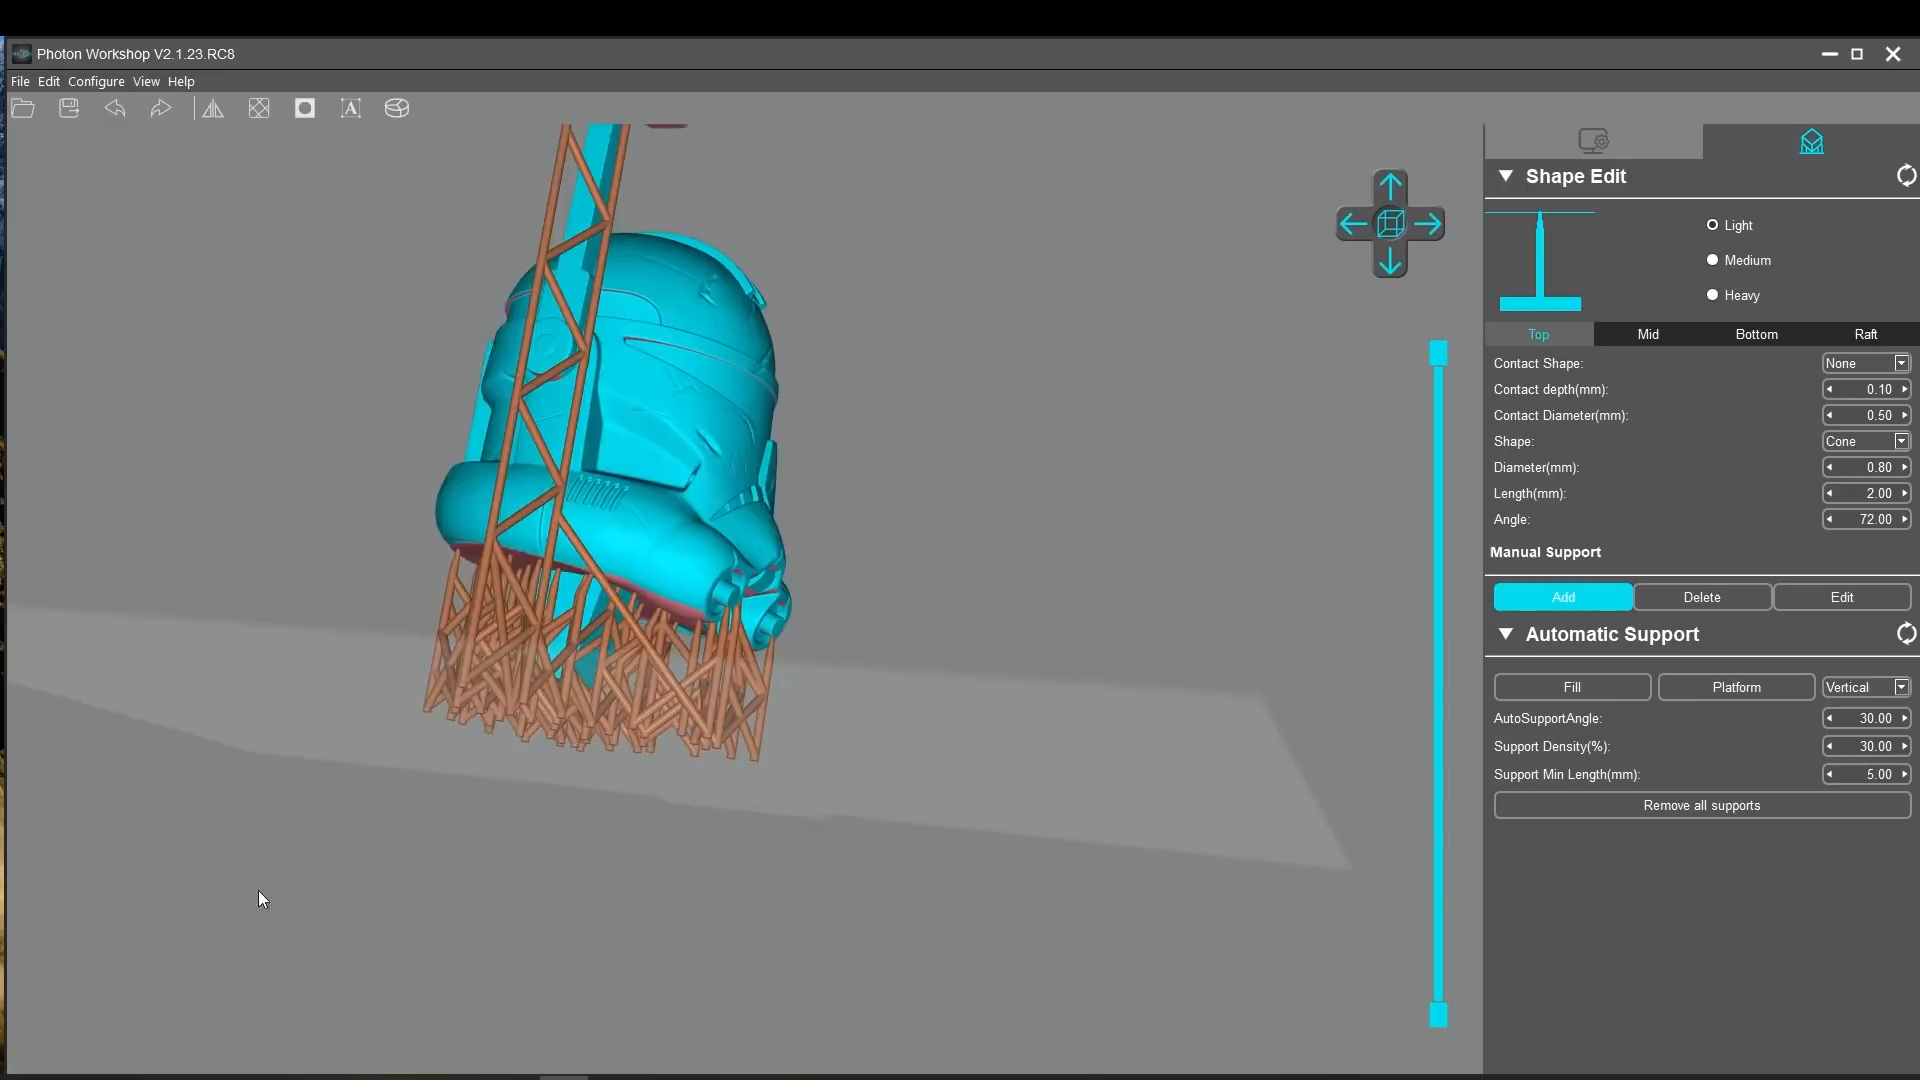 Photon Workshop V2.1.23.RC8
File Edit Configure View Help
A
Shape Edit
Light
Medium
Heavy
Top Mid Bottom Raft
Contact Shape: None
Contact depth(mm): 0.10
Contact Diameter(mm): 0.50
Shape: Cone
Diameter(mm): 0.80
Length(mm): 2.00
Angle: 72.00
Manual Support
Add Delete Edit
Automatic Support
Fill Platform Vertical
AutoSupportAngle: 30.00
Support Density(%): 30.00
Support Min Length(mm): 5.00
Remove all supports